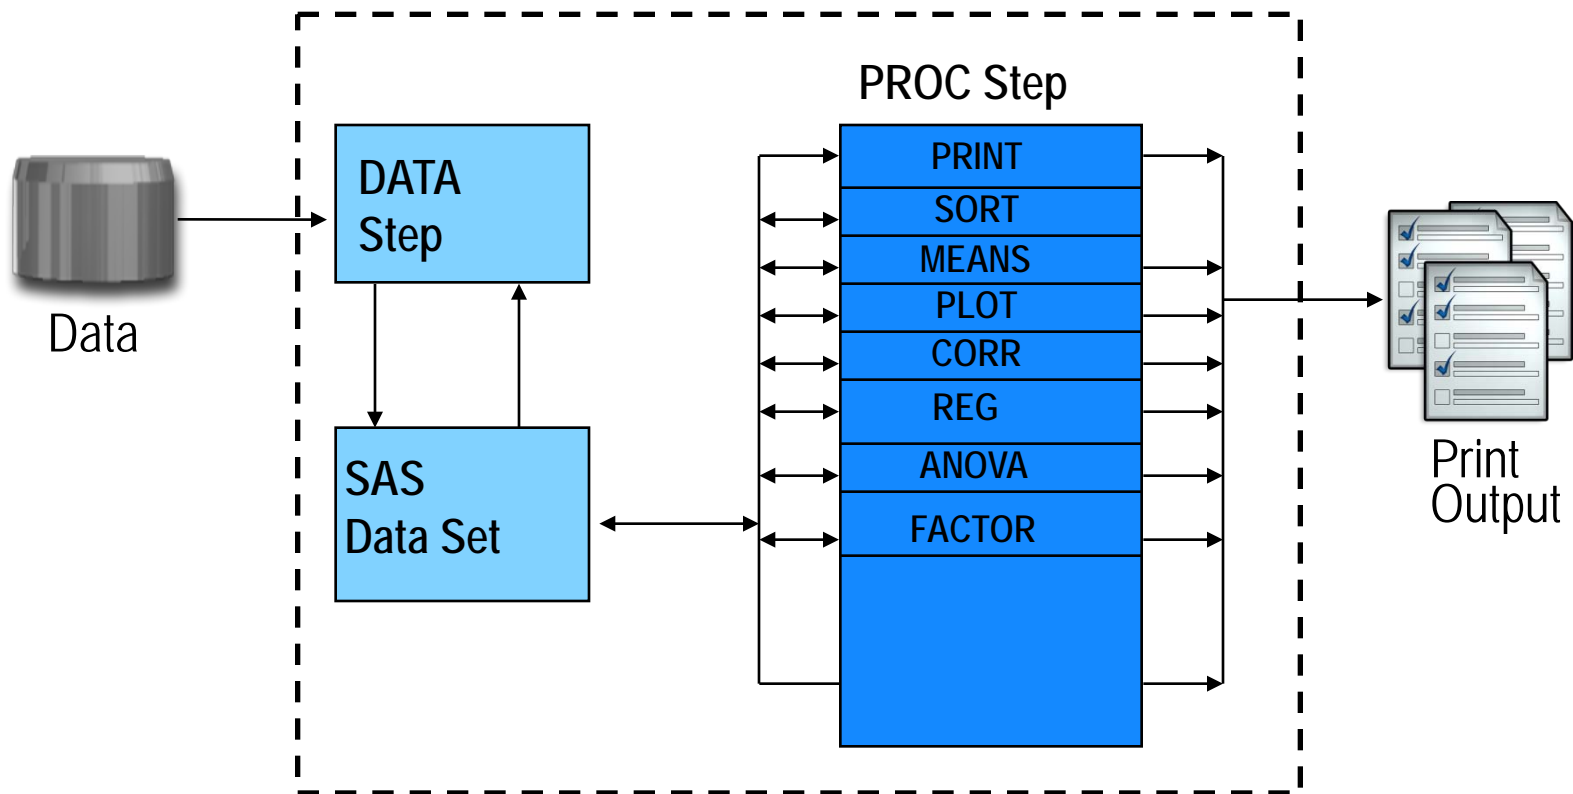 PROC Step
DATA
Step
PRINT
SORT
MEANS
PLOT
CORR
REG
ANOVA
FACTOR
Data
SAS
Data Set
Print
Output